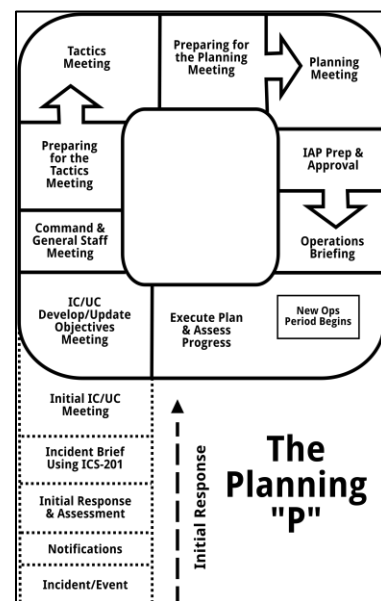 Tactics
Meeting
Preparing for
the Planning
Meeting
Planning
Meeting
Preparing
for the
Tactics
Meeting
IAP Prep &
Approval
Command &
General Staff
Meeting
Operations
Briefing
IC/UC
Develop/Update
Objectives
Meeting
Execute Plan
& Assess
Progress
New Ops
Period Begins
Initial IC/UC
Meeting
Incident Brief
Using ICS-201
Initial Response
& Assessment
Notifications
Incident/Event
Initial Response
The
Planning
"P"